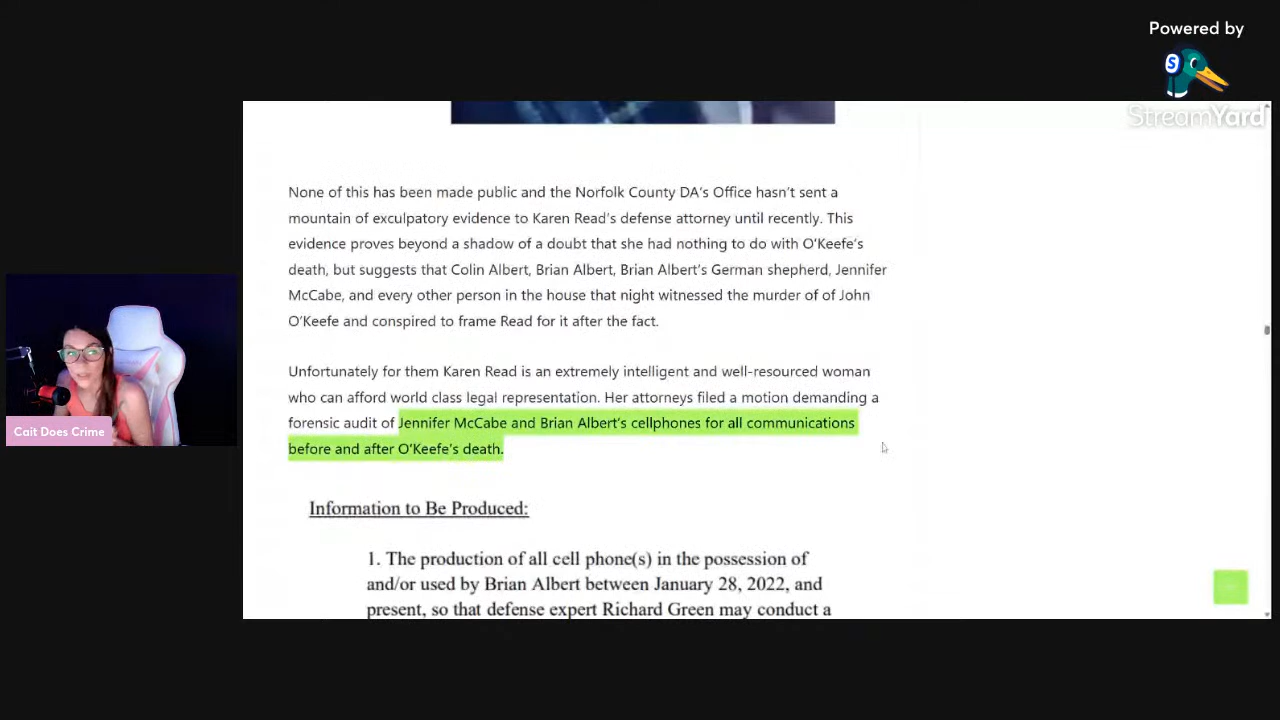 Powered by
S
StreamYard
None of this has been made public and the Norfolk County DA's Office hasn't sent a
mountain of exculpatory evidence to Karen Read's defense attorney until recently. This
evidence proves beyond a shadow of a doubt that she had nothing to do with O'Keefe's
death, but suggests that Colin Albert, Brian Albert, Brian Albert's German shepherd, Jennifer
McCabe, and every other person in the house that night witnessed the murder of of John
O'Keefe and conspired to frame Read for it after the fact.
Unfortunately for them Karen Read is an extremely intelligent and well-resourced woman
who can afford world class legal representation. Her attorneys filed a motion demanding a
forensic audit of Jennifer McCabe and Brian Albert's cellphones for all communications
before and after O'Keefe's death.
Cait Does Crime
Information to Be Produced:
1. The production of all cell phone(s) in the possession of
and/or used by Brian Albert between January 28, 2022, and
present, so that defense expert Richard Green may conduct a